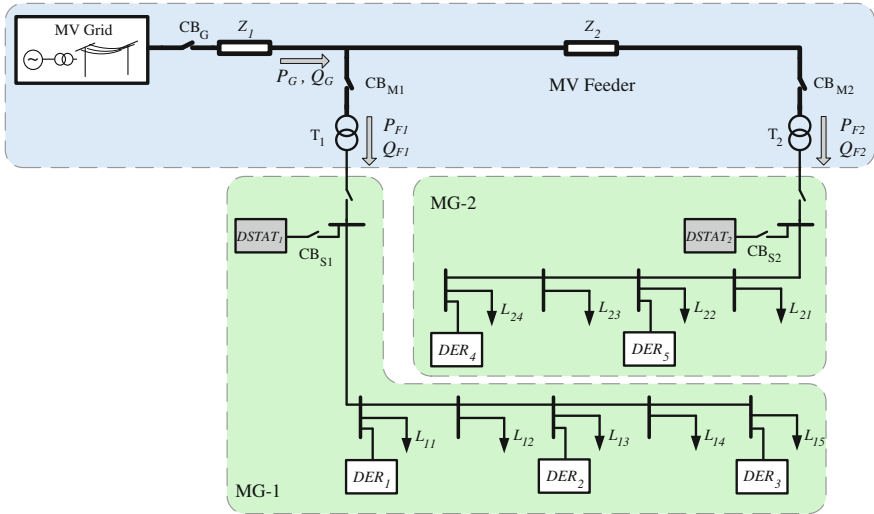 MV Grid
CB_G
Z_1
Z_2
P_G , Q_G
CB_M1
MV Feeder
CB_M2
T_1
P_F1
Q_F1
T_2
P_F2
Q_F2
MG-2
DSTAT_1
CB_S1
DSTAT_2
CB_S2
L_24
L_23
L_22
L_21
DER_4
DER_5
L_11
L_12
L_13
L_14
L_15
DER_1
DER_2
DER_3
MG-1